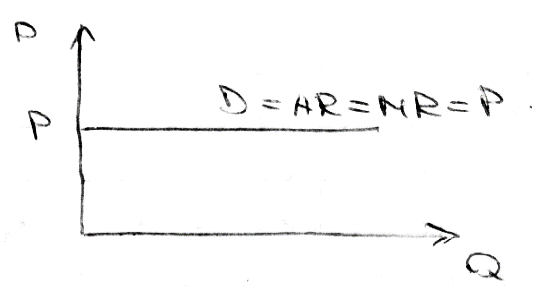 P
D = AR = MR = P
P
Q